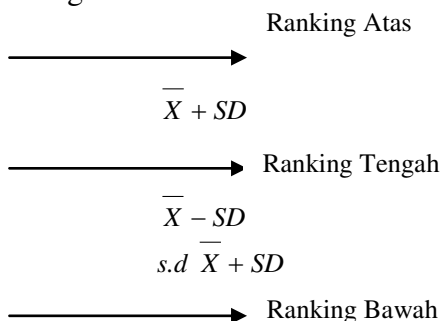 Ranking Atas
X̅ + SD
Ranking Tengah
X̅ − SD
s.d X̅ + SD
Ranking Bawah